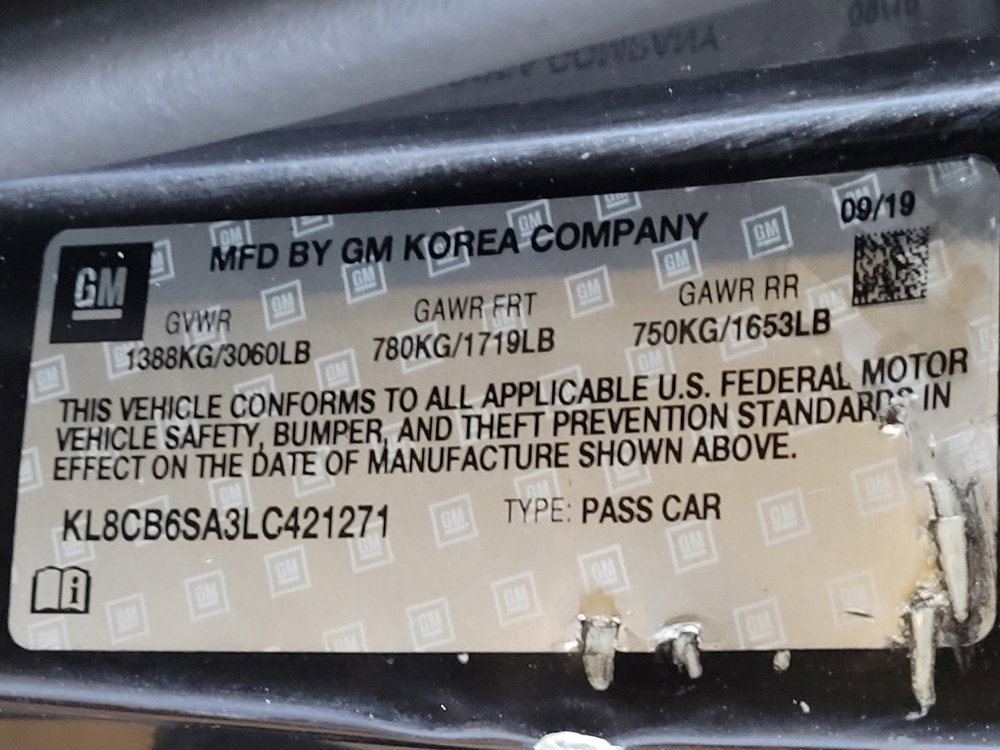 09/19
GM
MFD BY GM KOREA COMPANY
GVWR GAWR FRT GAWR RR
1388KG/3060LB 780KG/1719LB 750KG/1653LB
THIS VEHICLE CONFORMS TO ALL APPLICABLE U.S. FEDERAL MOTOR
VEHICLE SAFETY, BUMPER, AND THEFT PREVENTION STANDARDS IN
EFFECT ON THE DATE OF MANUFACTURE SHOWN ABOVE.
KL8CB6SA3LC421271 TYPE: PASS CAR